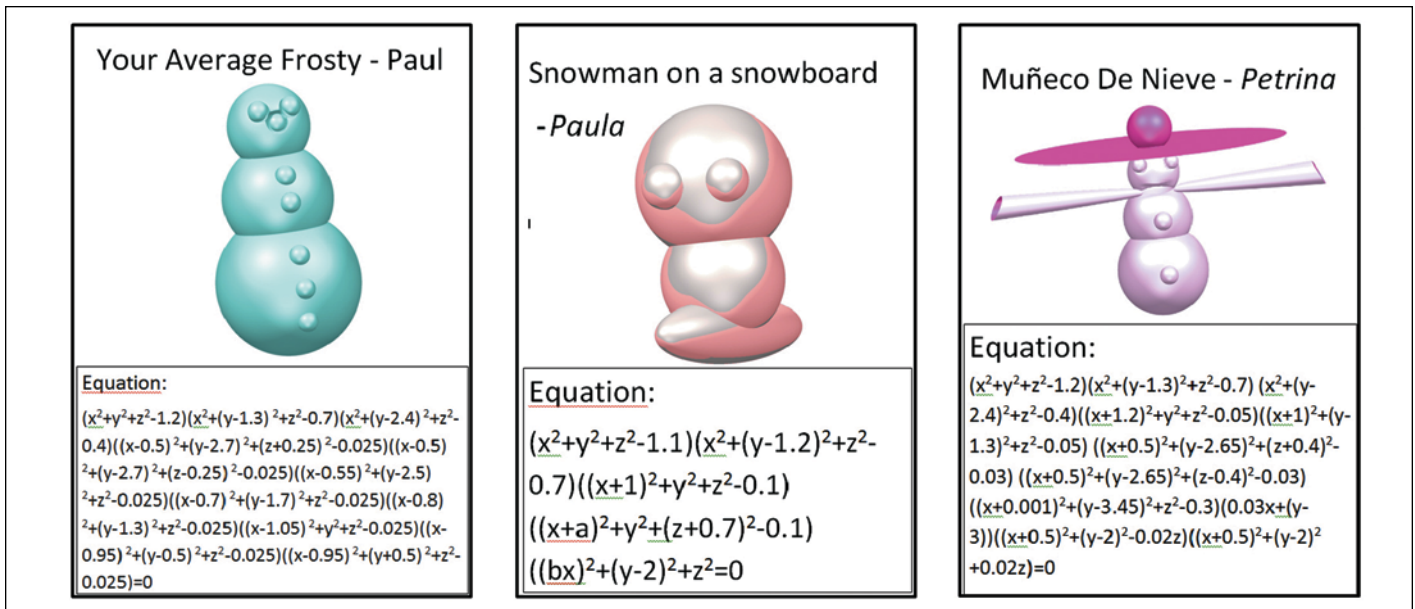 Your Average Frosty - Paul
Equation:
(x²+y²+z²-1.2)(x²+(y-1.3) ²+z²-0.7)(x²+(y-2.4) ²+z²-
0.4)((x-0.5) ²+(y-2.7) ²+(z+0.25) ²-0.025)((x-0.5)
²+(y-2.7) ²+(z-0.25) ²-0.025)((x-0.55) ²+(y-2.5)
²+z²-0.025)((x-0.7) ²+(y-1.7) ²+z²-0.025)((x-0.8)
²+(y-1.3) ²+z²-0.025)((x-1.05) ²+y²+z²-0.025)((x-
0.95) ²+(y-0.5) ²+z²-0.025)((x-0.95) ²+(y+0.5) ²+z²-
0.025)=0
Snowman on a snowboard
-Paula
Equation:
(x²+y²+z²-1.1)(x²+(y-1.2)²+z²-
0.7)((x+1)²+y²+z²-0.1)
((x+a)²+y²+(z+0.7)²-0.1)
((bx)²+(y-2)²+z²=0
Muñeco De Nieve - Petrina
Equation:
(x²+y²+z²-1.2)(x²+(y-1.3)²+z²-0.7) (x²+(y-
2.4)²+z²-0.4)((x+1.2)²+y²+z²-0.05)((x+1)²+(y-
1.3)²+z²-0.05) ((x+0.5)²+(y-2.65)²+(z+0.4)²-
0.03) ((x+0.5)²+(y-2.65)²+(z-0.4)²-0.03)
((x+0.001)²+(y-3.45)²+z²-0.3)(0.03x+(y-
3))((x+0.5)²+(y-2)²-0.02z)((x+0.5)²+(y-2)²
+0.02z)=0